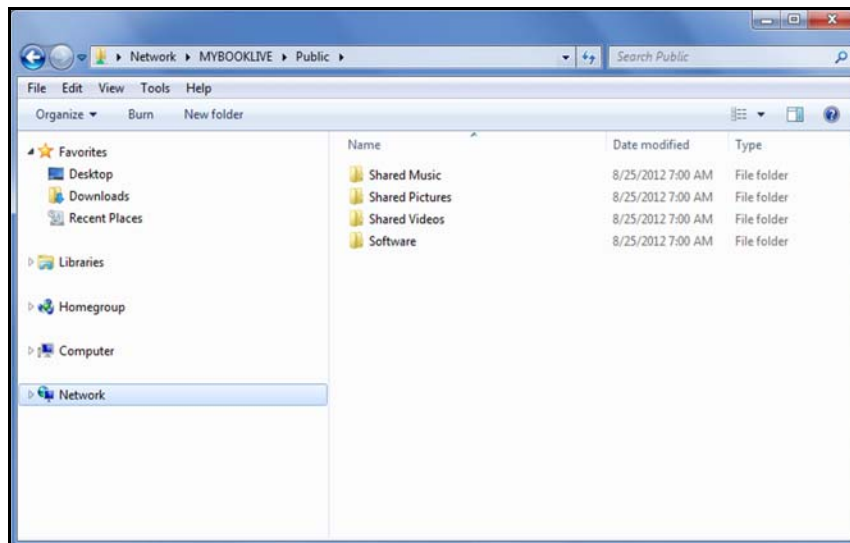 Network MYBOOKLIVE Public
Search Public
File Edit View Tools Help
Organize Burn New folder
Favorites
Desktop
Downloads
Recent Places
Libraries
Homegroup
Computer
Network
Name Date modified Type
Shared Music 8/25/2012 7:00 AM File folder
Shared Pictures 8/25/2012 7:00 AM File folder
Shared Videos 8/25/2012 7:00 AM File folder
Software 8/25/2012 7:00 AM File folder